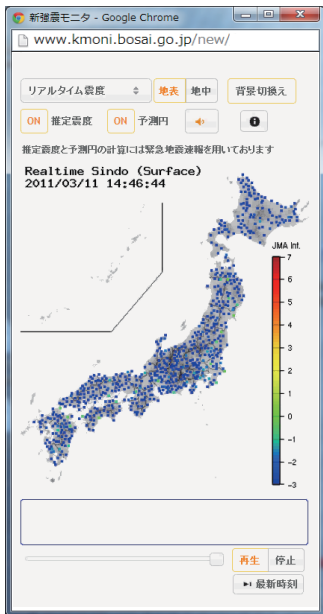 新強震モニタ - Google Chrome
www.kmoni.bosai.go.jp/new/
リアルタイム震度 地表 地中 背景切換え
ON 推定震度 ON 予測円
推定震度と予測円の計算には緊急地震速報を用いております
Realtime Sindo (Surface)
2011/03/11 14:46:44
JMA Int.
7
6
5
4
3
2
1
0
-1
-2
-3
再生 停止
最新時刻